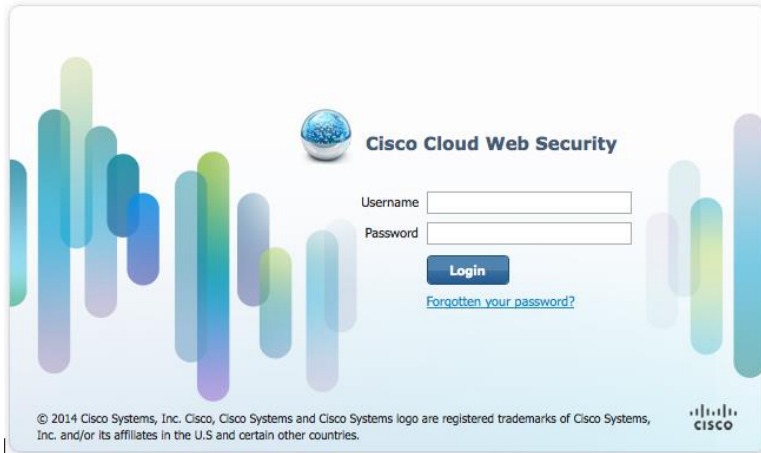 Cisco Cloud Web Security
Username
Password
Login
Forgotten your password?
© 2014 Cisco Systems, Inc. Cisco, Cisco Systems and Cisco Systems logo are registered trademarks of Cisco Systems,
Inc. and/or its affiliates in the U.S and certain other countries.
CISCO